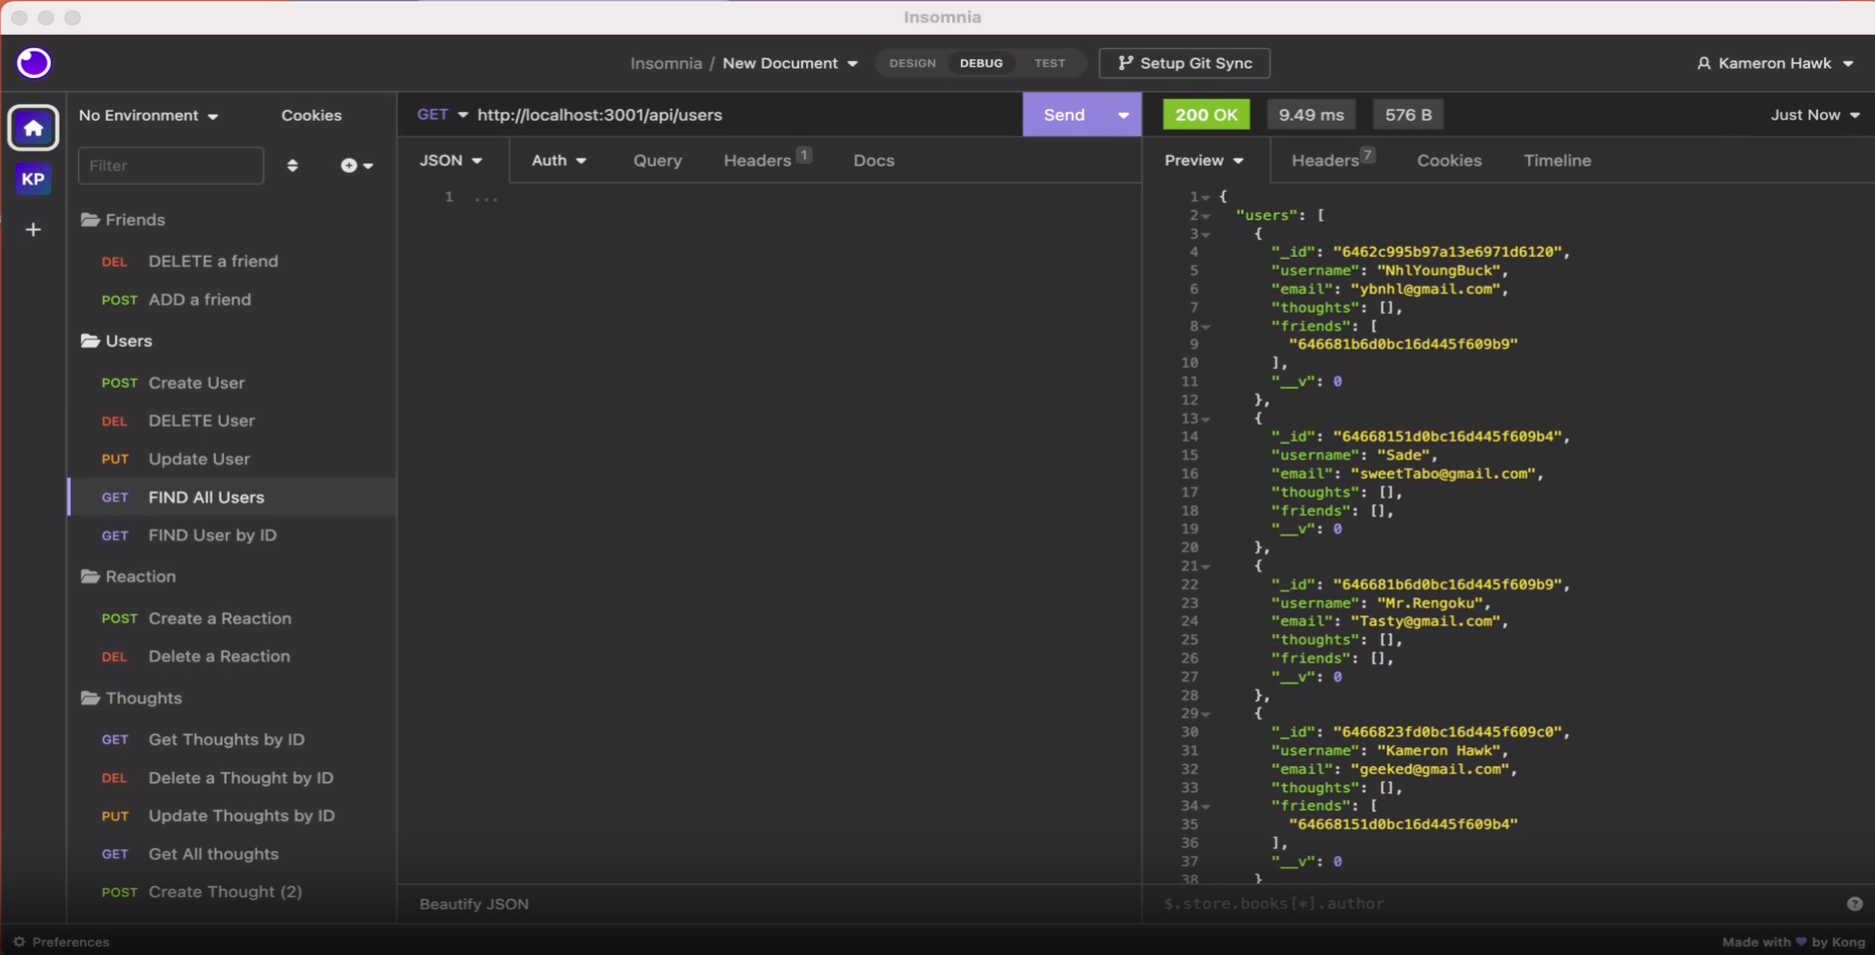 Insomnia
Insomnia / New Document
DESIGN DEBUG TEST
Setup Git Sync
Kameron Hawk
No Environment
Cookies
GET http://localhost:3001/api/users
Send
200 OK 9.49 ms 576 B
Just Now
KP
Filter
JSON Auth Query Headers 1 Docs
Preview Headers 7 Cookies Timeline
Friends
DEL DELETE a friend
POST ADD a friend
Users
POST Create User
DEL DELETE User
PUT Update User
GET FIND All Users
GET FIND User by ID
Reaction
POST Create a Reaction
DEL Delete a Reaction
Thoughts
GET Get Thoughts by ID
DEL Delete a Thought by ID
PUT Update Thoughts by ID
GET Get All thoughts
POST Create Thought (2)
1 ...
1 {
2 "users": [
3 {
4 "_id": "6462c995b97a13e6971d6120",
5 "username": "NhlYoungBuck",
6 "email": "ybnhl@gmail.com",
7 "thoughts": [],
8 "friends": [
9 "646681b6d0bc16d445f609b9"
10 ],
11 "__v": 0
12 },
13 {
14 "_id": "64668151d0bc16d445f609b4",
15 "username": "Sade",
16 "email": "sweetTabo@gmail.com",
17 "thoughts": [],
18 "friends": [],
19 "__v": 0
20 },
21 {
22 "_id": "646681b6d0bc16d445f609b9",
23 "username": "Mr.Rengoku",
24 "email": "Tasty@gmail.com",
25 "thoughts": [],
26 "friends": [],
27 "__v": 0
28 },
29 {
30 "_id": "6466823fd0bc16d445f609c0",
31 "username": "Kameron Hawk",
32 "email": "geeked@gmail.com",
33 "thoughts": [],
34 "friends": [
35 "64668151d0bc16d445f609b4"
36 ],
37 "__v": 0
38 }
Beautify JSON
$.store.books[*].author
Preferences
Made with ♥ by Kong